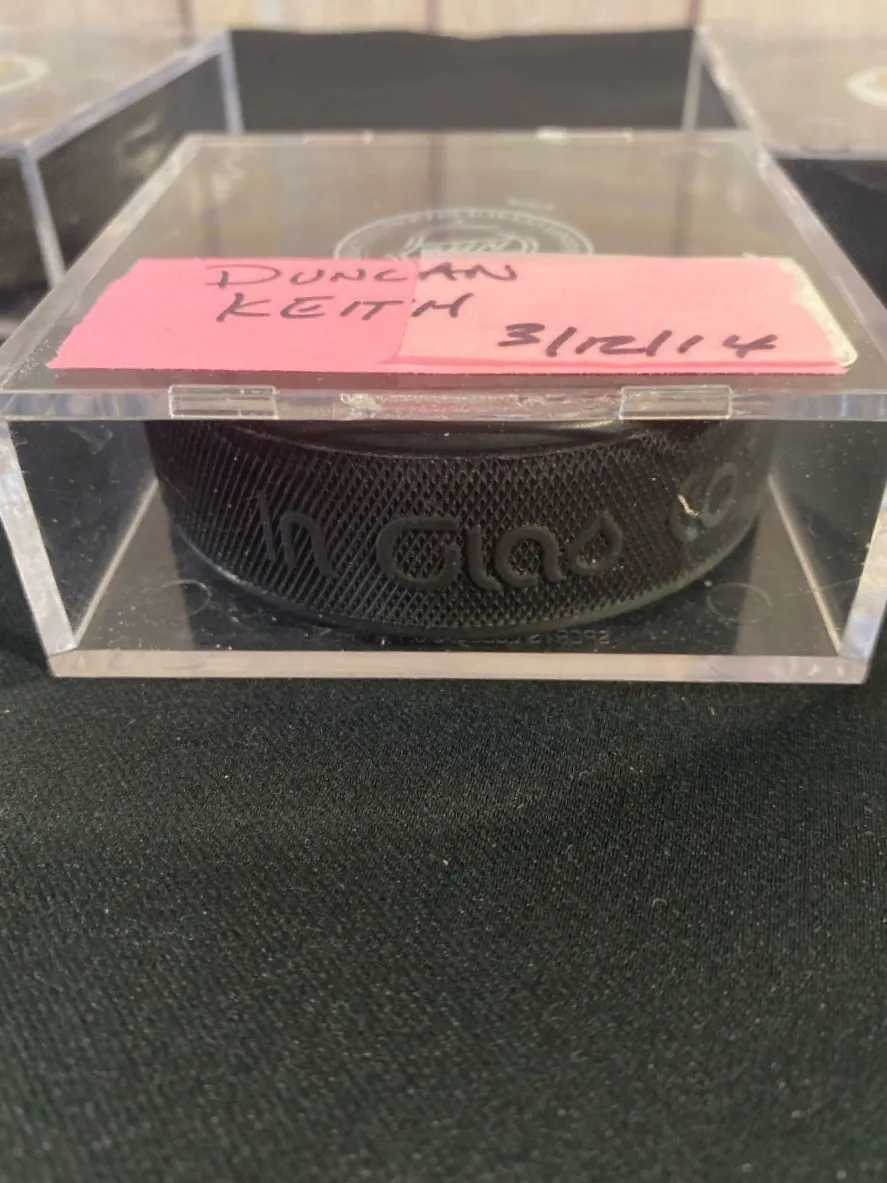 DUNCAN
KEITH
3/12/14
In Glas Co